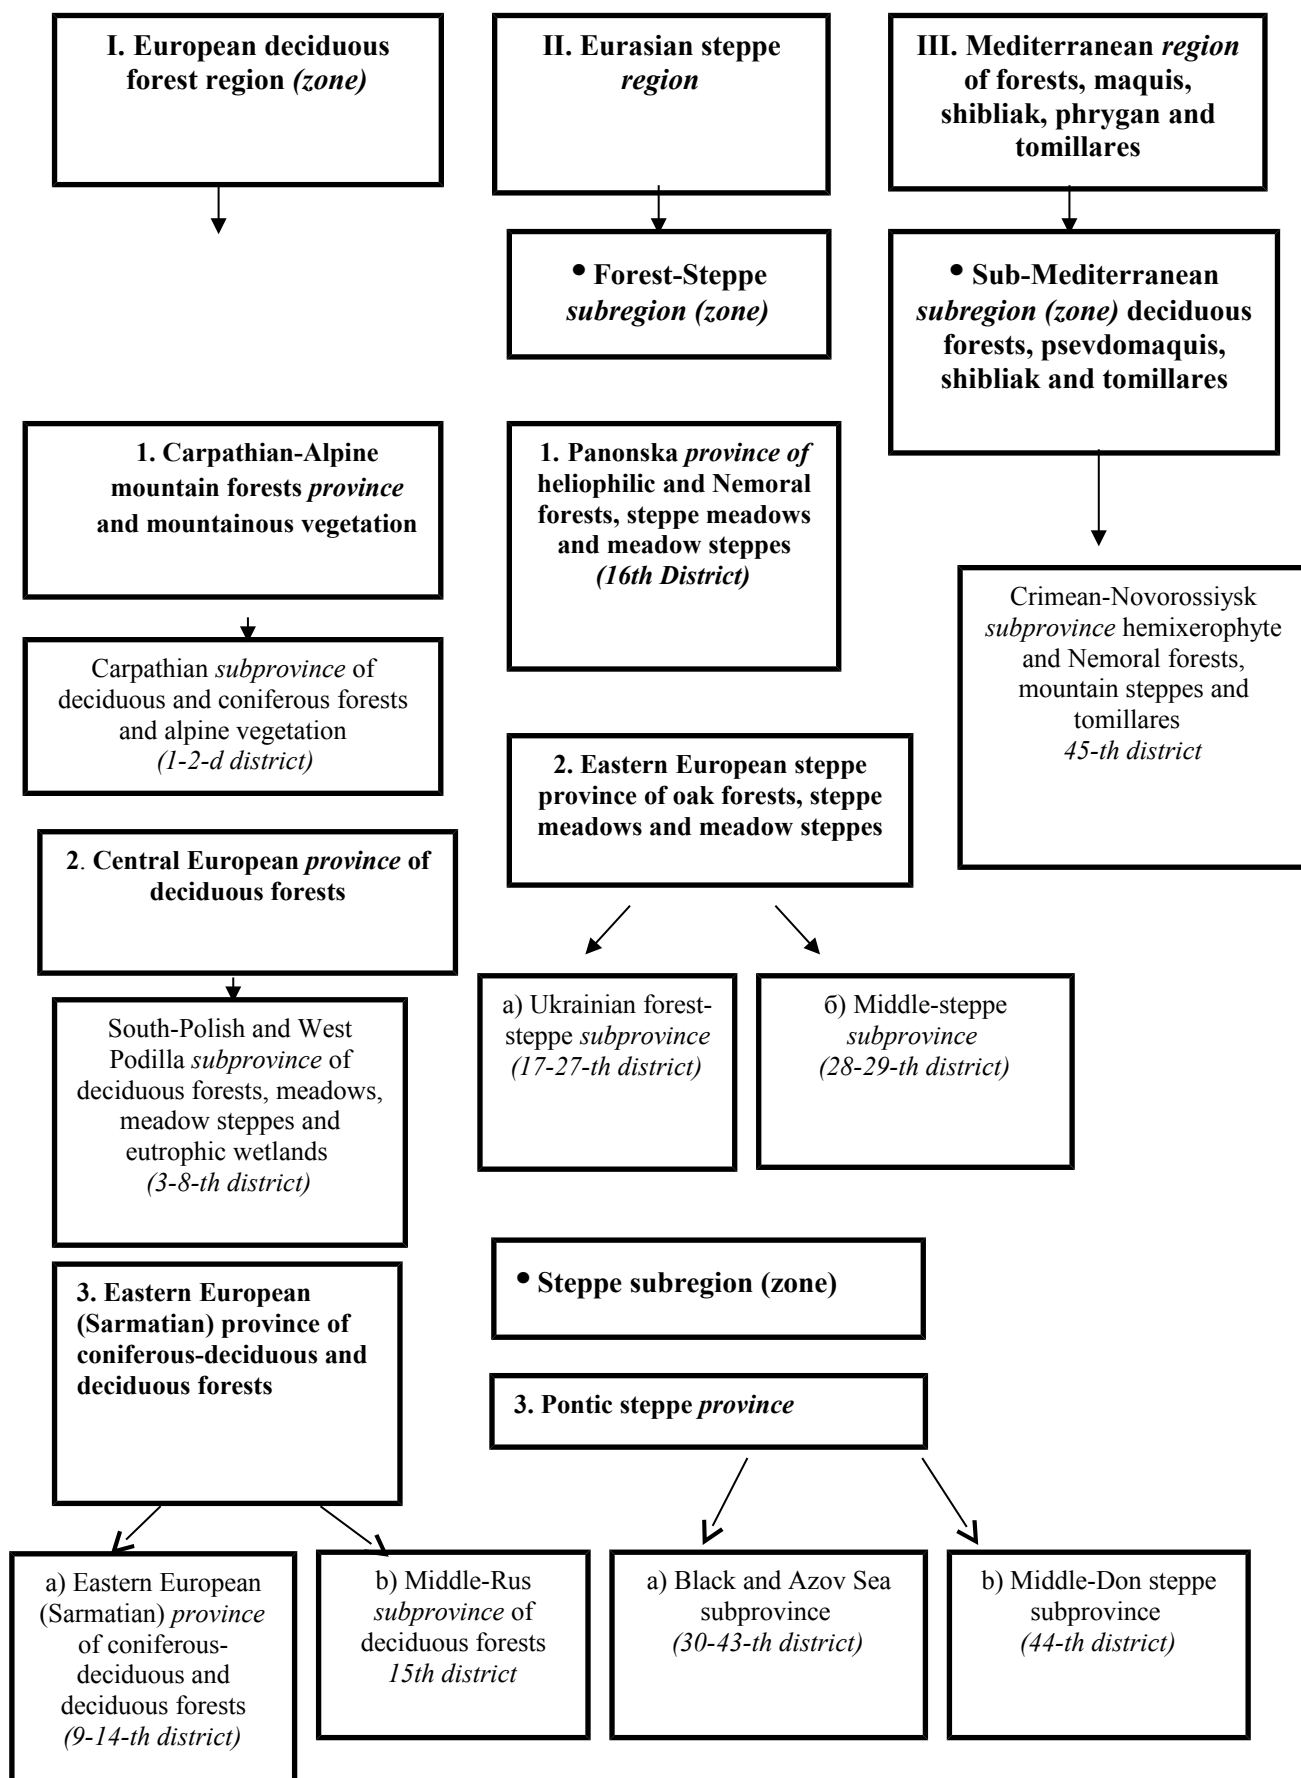 I. European deciduous
forest region (zone)
II. Eurasian steppe
region
III. Mediterranean region
of forests, maquis,
shibliak, phrygan and
tomillares
• Forest-Steppe
subregion (zone)
• Sub-Mediterranean
subregion (zone) deciduous
forests, psevdomaquis,
shibliak and tomillares
1. Carpathian-Alpine
mountain forests province
and mountainous vegetation
1. Panonska province of
heliophilic and Nemoral
forests, steppe meadows
and meadow steppes
(16th District)
Crimean-Novorossiysk
subprovince hemixerophyte
and Nemoral forests,
mountain steppes and
tomillares
45-th district
Carpathian subprovince of
deciduous and coniferous forests
and alpine vegetation
(1-2-d district)
2. Eastern European steppe
province of oak forests, steppe
meadows and meadow steppes
2. Central European province of
deciduous forests
South-Polish and West
Podilla subprovince of
deciduous forests, meadows,
meadow steppes and
eutrophic wetlands
(3-8-th district)
a) Ukrainian forest-
steppe subprovince
(17-27-th district)
б) Middle-steppe
subprovince
(28-29-th district)
3. Eastern European
(Sarmatian) province of
coniferous-deciduous and
deciduous forests
• Steppe subregion (zone)
3. Pontic steppe province
a) Eastern European
(Sarmatian) province
of coniferous-
deciduous and
deciduous forests
(9-14-th district)
b) Middle-Rus
subprovince of
deciduous forests
15th district
a) Black and Azov Sea
subprovince
(30-43-th district)
b) Middle-Don steppe
subprovince
(44-th district)